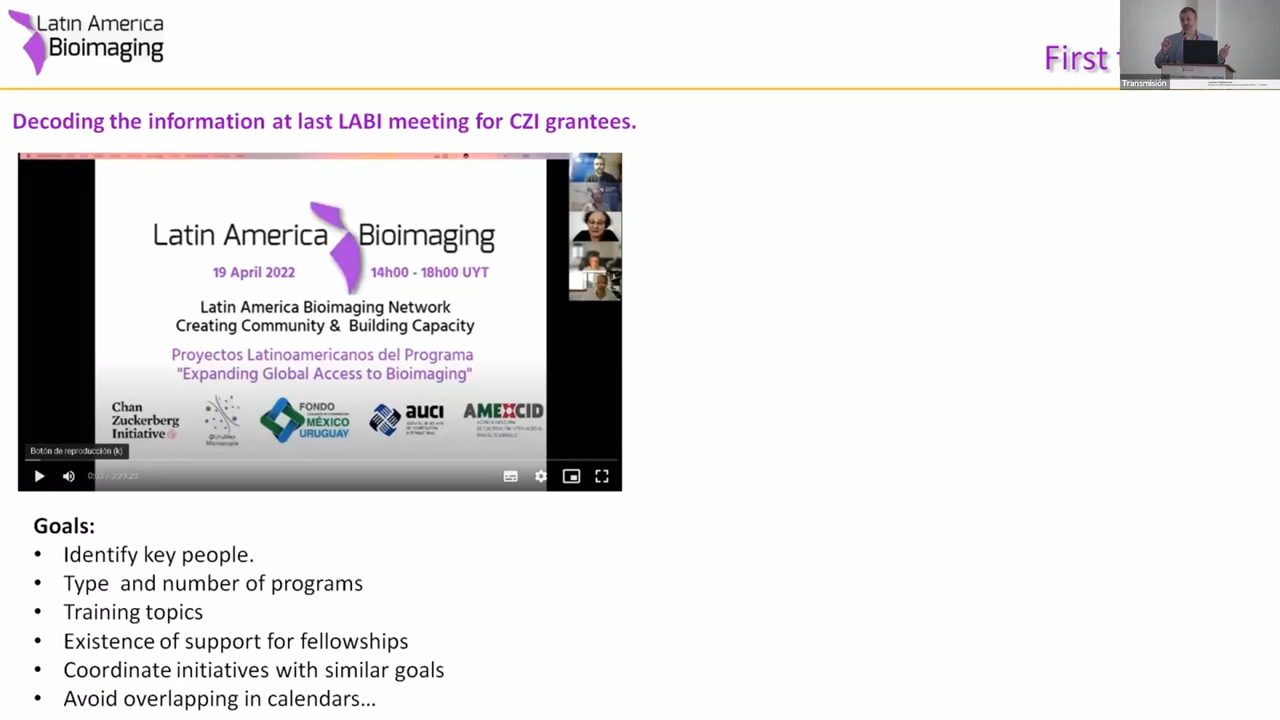 Latin America
Bioimaging
First
Transmisión
Decoding the information at last LABI meeting for CZI grantees.
Latin America Bioimaging
19 April 2022 14h00 - 18h00 UYT
Latin America Bioimaging Network
Creating Community & Building Capacity
Proyectos Latinoamericanos del Programa
"Expanding Global Access to Bioimaging"
Chan
Zuckerberg
Initiative
@UruMex
Microscopia
FONDO
MÉXICO
URUGUAY
AUCI
AMEXCID
Botón de reproducción (k)
Goals:
• Identify key people.
• Type and number of programs
• Training topics
• Existence of support for fellowships
• Coordinate initiatives with similar goals
• Avoid overlapping in calendars...